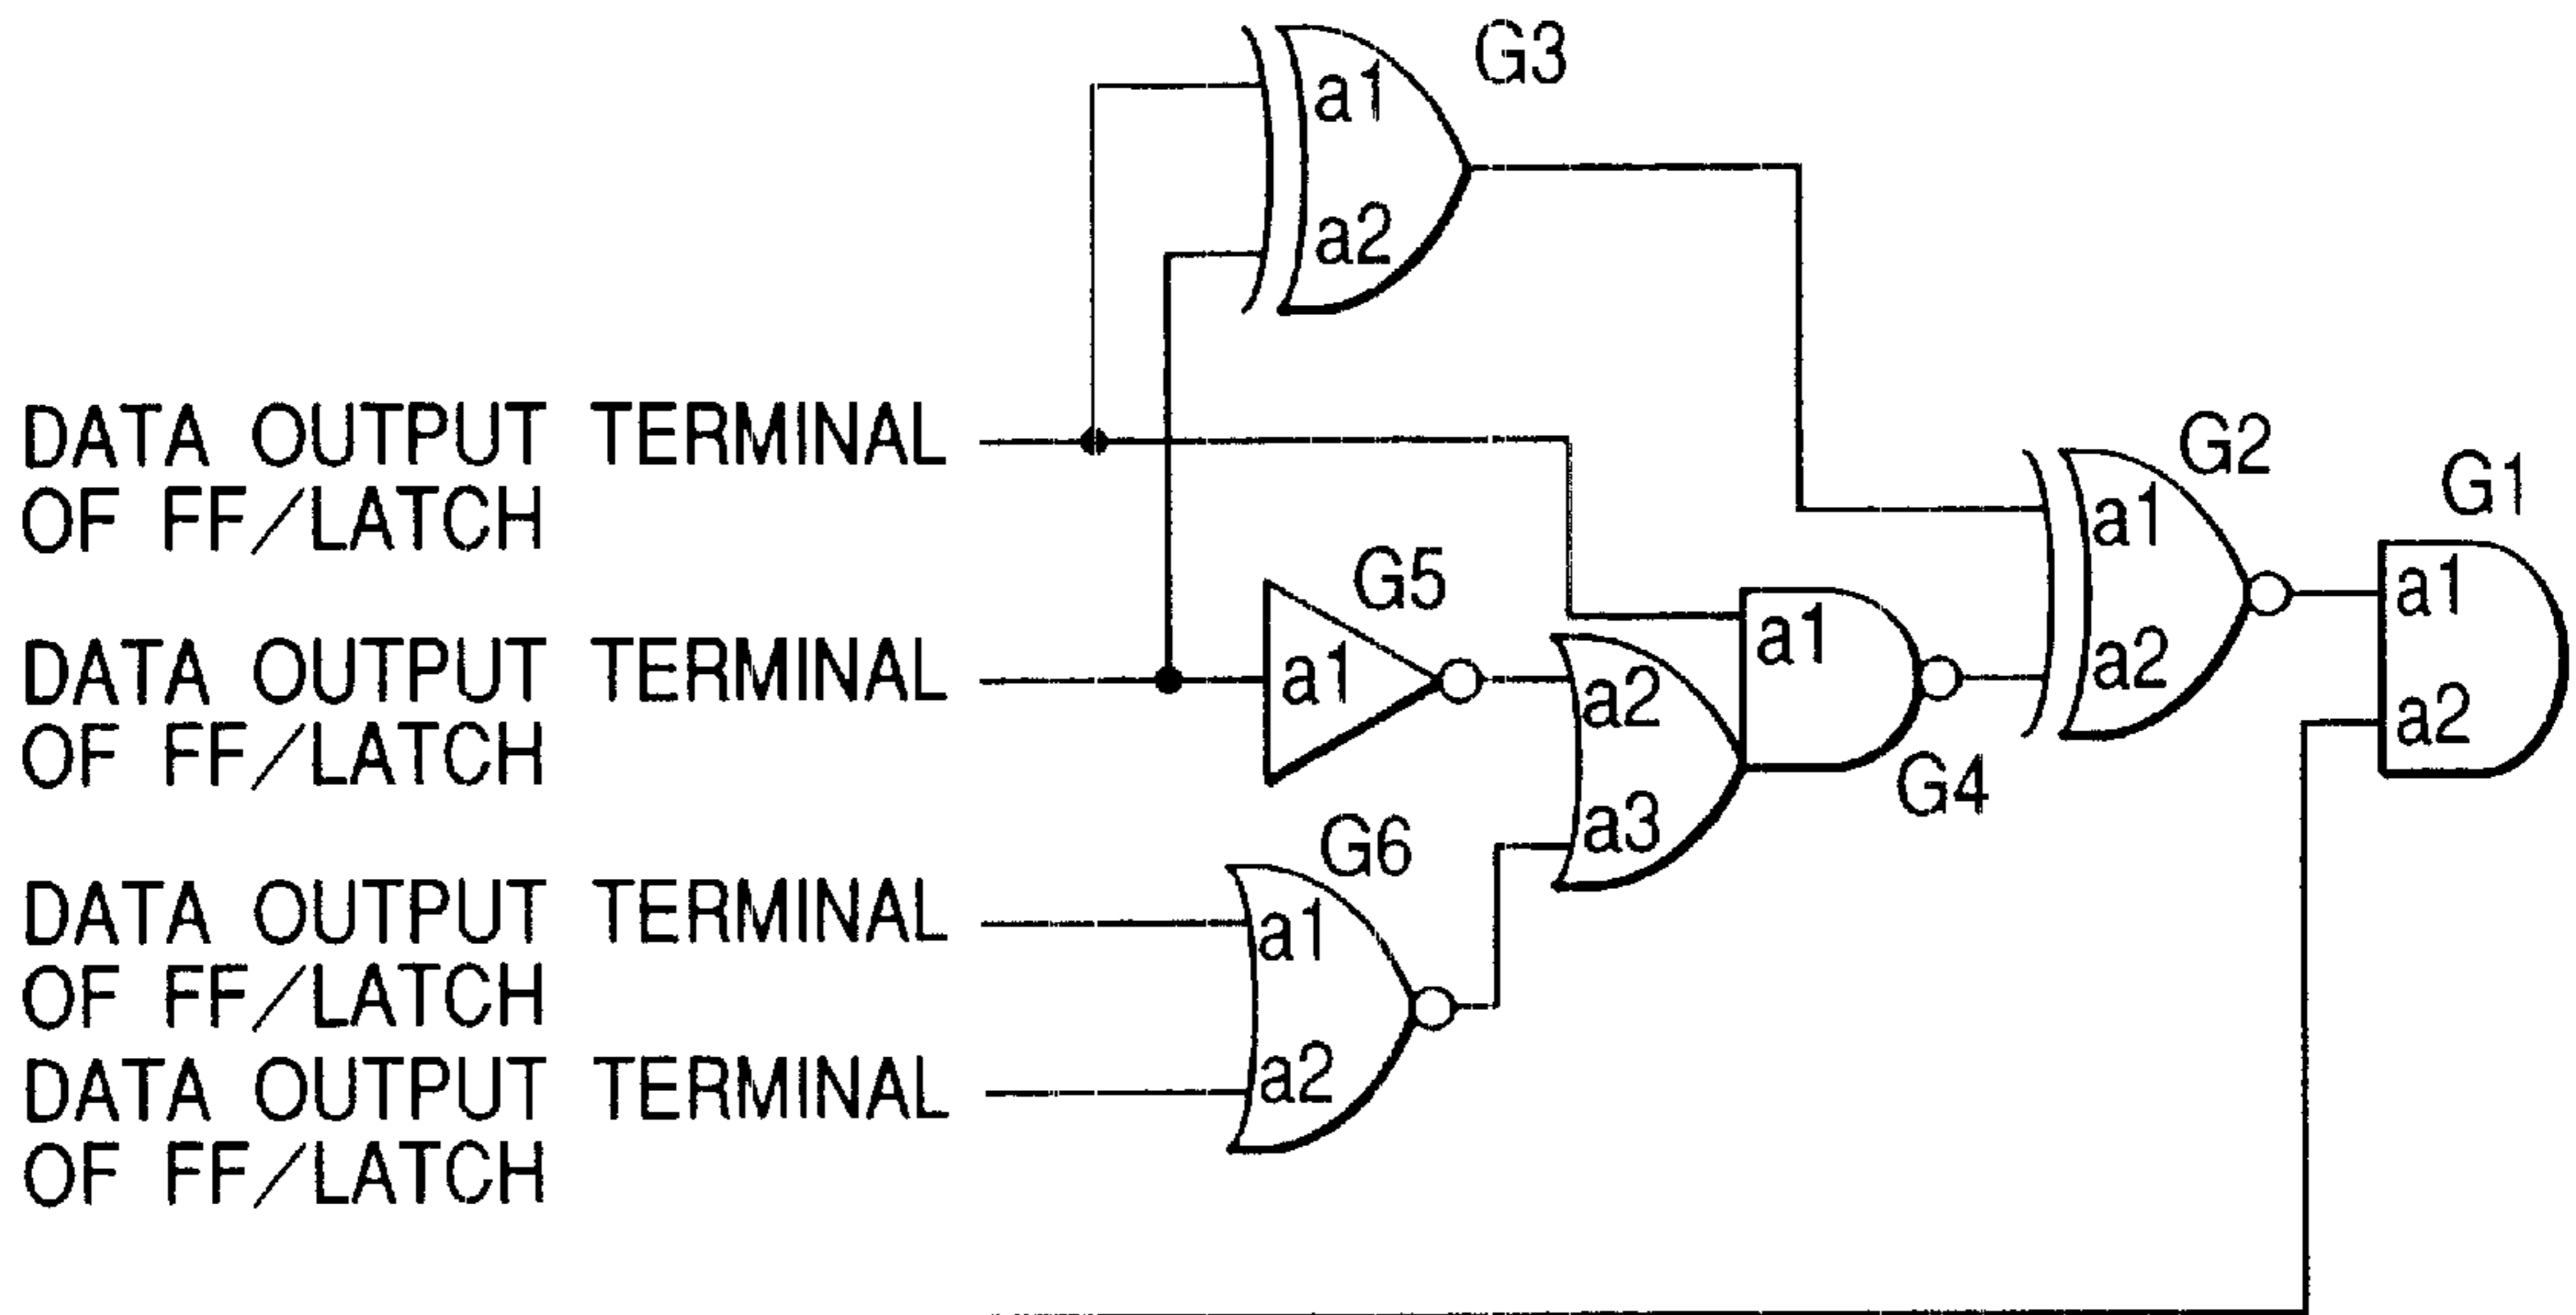 G3
a1
a2
DATA OUTPUT TERMINAL
OF FF/LATCH
G2
G1
a1
a2
a1
a2
G5
DATA OUTPUT TERMINAL
OF FF/LATCH
a1
a1
a2
a3
G4
G6
DATA OUTPUT TERMINAL
OF FF/LATCH
a1
a2
DATA OUTPUT TERMINAL
OF FF/LATCH